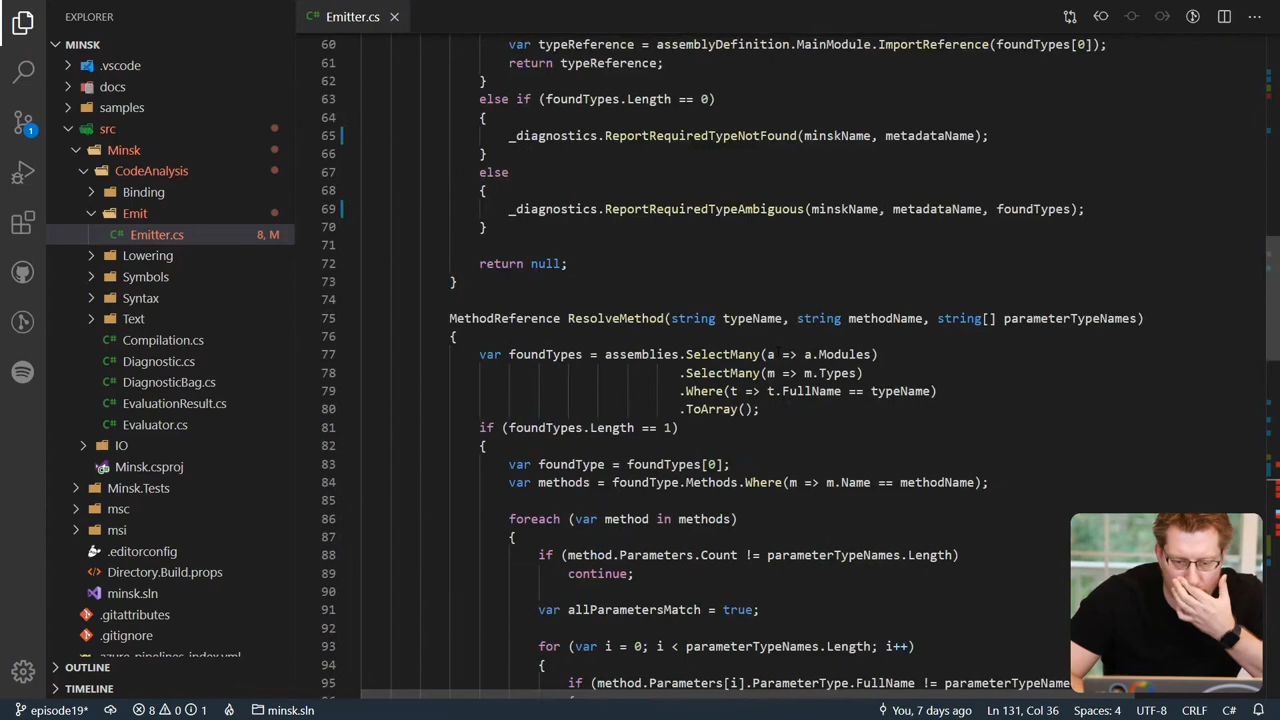 EXPLORER
MINSK
.vscode
docs
samples
src
Minsk
CodeAnalysis
Binding
Emit
Emitter.cs 8, M
Lowering
Symbols
Syntax
Text
Compilation.cs
Diagnostic.cs
DiagnosticBag.cs
EvaluationResult.cs
Evaluator.cs
IO
Minsk.csproj
Minsk.Tests
msc
msi
.editorconfig
Directory.Build.props
minsk.sln
.gitattributes
.gitignore
azure_pipelines_index.yml
OUTLINE
TIMELINE
1
Emitter.cs
60 var typeReference = assemblyDefinition.MainModule.ImportReference(foundTypes[0]);
61 return typeReference;
62 }
63 else if (foundTypes.Length == 0)
64 {
65 _diagnostics.ReportRequiredTypeNotFound(minskName, metadataName);
66 }
67 else
68 {
69 _diagnostics.ReportRequiredTypeAmbiguous(minskName, metadataName, foundTypes);
70 }
71
72 return null;
73 }
74
75 MethodReference ResolveMethod(string typeName, string methodName, string[] parameterTypeNames)
76 {
77 var foundTypes = assemblies.SelectMany(a => a.Modules)
78 .SelectMany(m => m.Types)
79 .Where(t => t.FullName == typeName)
80 .ToArray();
81 if (foundTypes.Length == 1)
82 {
83 var foundType = foundTypes[0];
84 var methods = foundType.Methods.Where(m => m.Name == methodName);
85
86 foreach (var method in methods)
87 {
88 if (method.Parameters.Count != parameterTypeNames.Length)
89 continue;
90
91 var allParametersMatch = true;
92
93 for (var i = 0; i < parameterTypeNames.Length; i++)
94 {
95 if (method.Parameters[i].ParameterType.FullName != parameterTypeName
episode19* 8 0 1 minsk.sln You, 7 days ago Ln 131, Col 36 Spaces: 4 UTF-8 CRLF C#